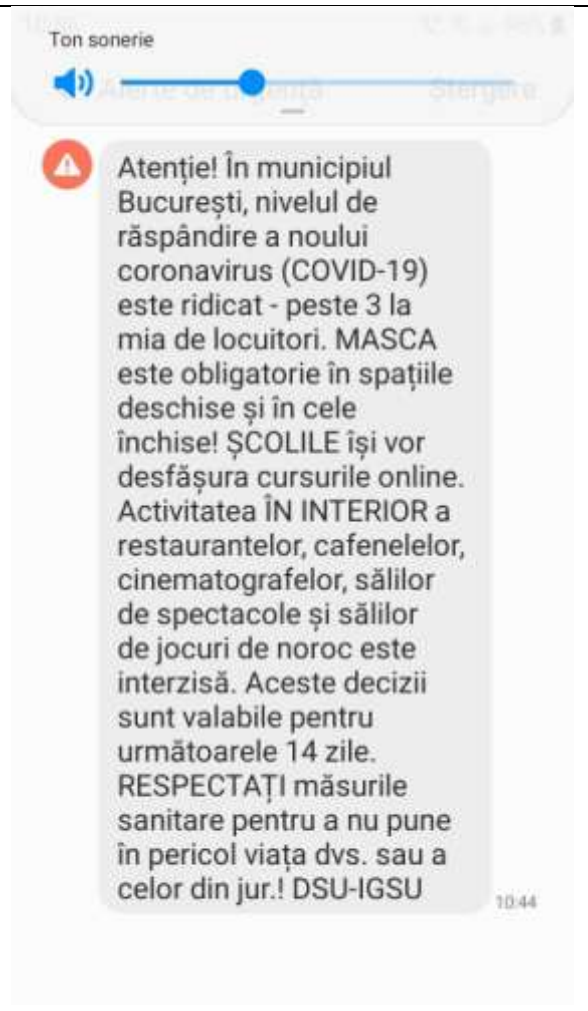 Ton sonerie
Alerte de urgență Ștergere
Atenție! În municipiul
București, nivelul de
răspândire a noului
coronavirus (COVID-19)
este ridicat - peste 3 la
mia de locuitori. MASCA
este obligatorie în spațiile
deschise și în cele
închise! ȘCOLILE își vor
desfășura cursurile online.
Activitatea ÎN INTERIOR a
restaurantelor, cafenelelor,
cinematografelor, sălilor
de spectacole și sălilor
de jocuri de noroc este
interzisă. Aceste decizii
sunt valabile pentru
următoarele 14 zile.
RESPECTAȚI măsurile
sanitare pentru a nu pune
în pericol viața dvs. sau a
celor din jur.! DSU-IGSU
10:44